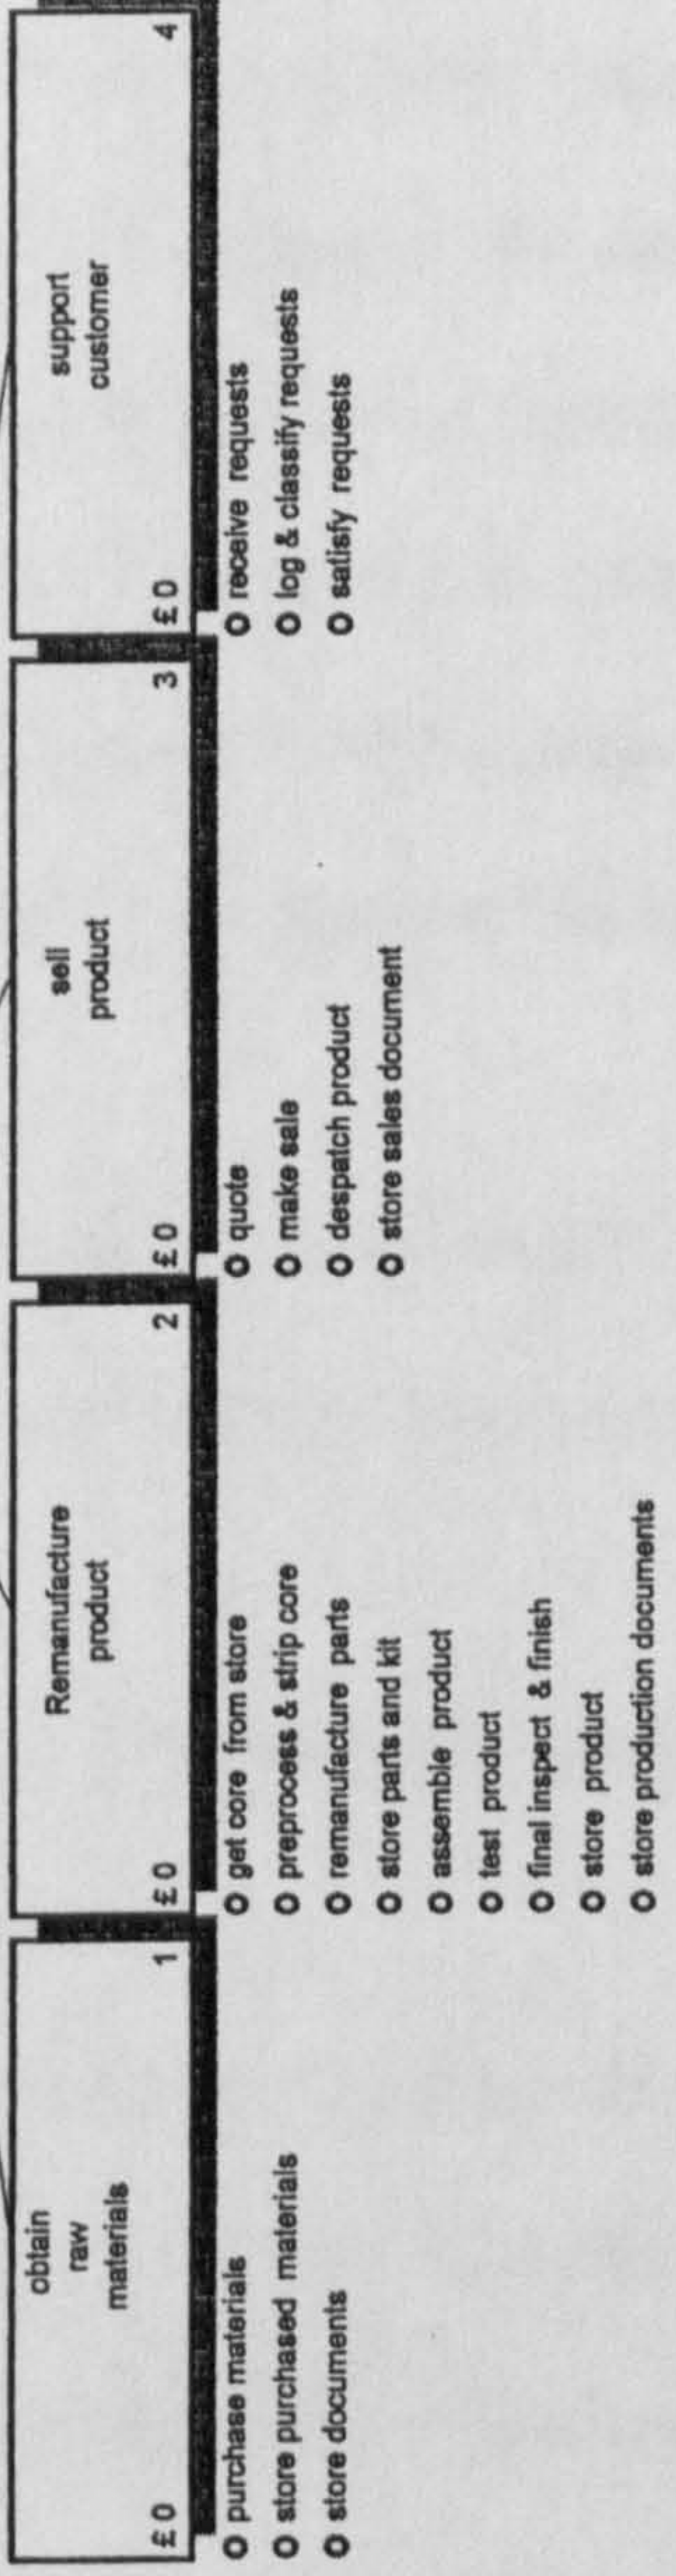 obtain
raw
materials
£0 1
purchase materials
store purchased materials
store documents
Remanufacture
product
£0 2
get core from store
preprocess & strip core
remanufacture parts
store parts and kit
assemble product
test product
final inspect & finish
store product
store production documents
sell
product
£0 3
quote
make sale
despatch product
store sales document
support
customer
£0 4
receive requests
log & classify requests
satisfy requests